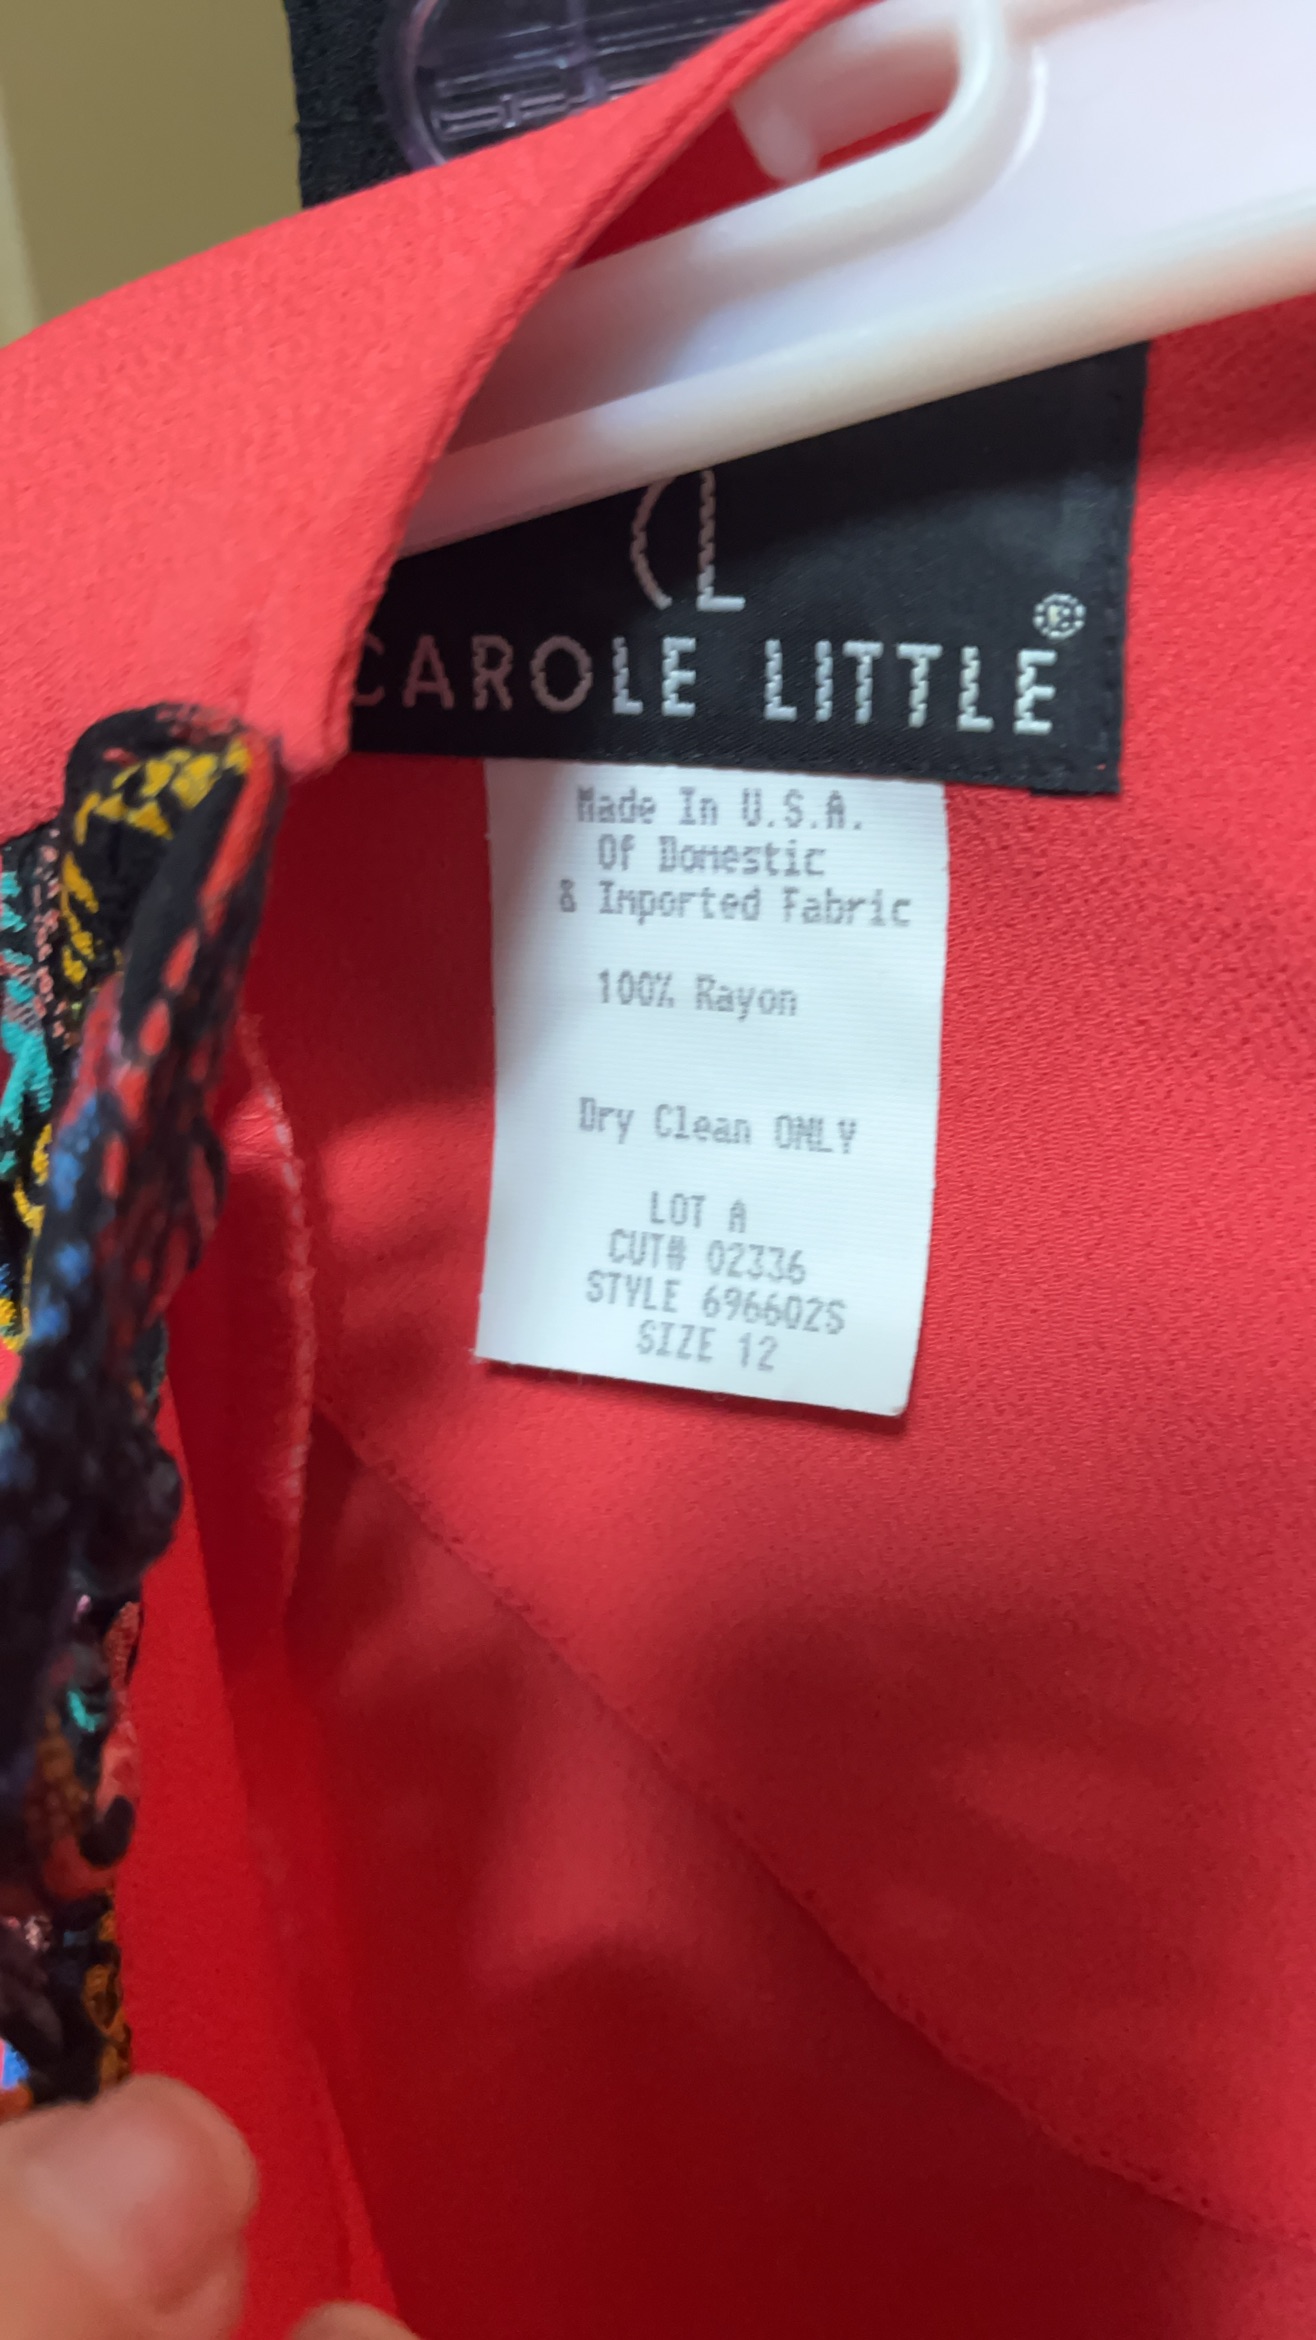 CL
CAROLE LITTLE®
Made In U.S.A.
Of Domestic
& Imported Fabric
100% Rayon
Dry Clean ONLY
LOT A
CUT# 02336
STYLE 696602S
SIZE 12